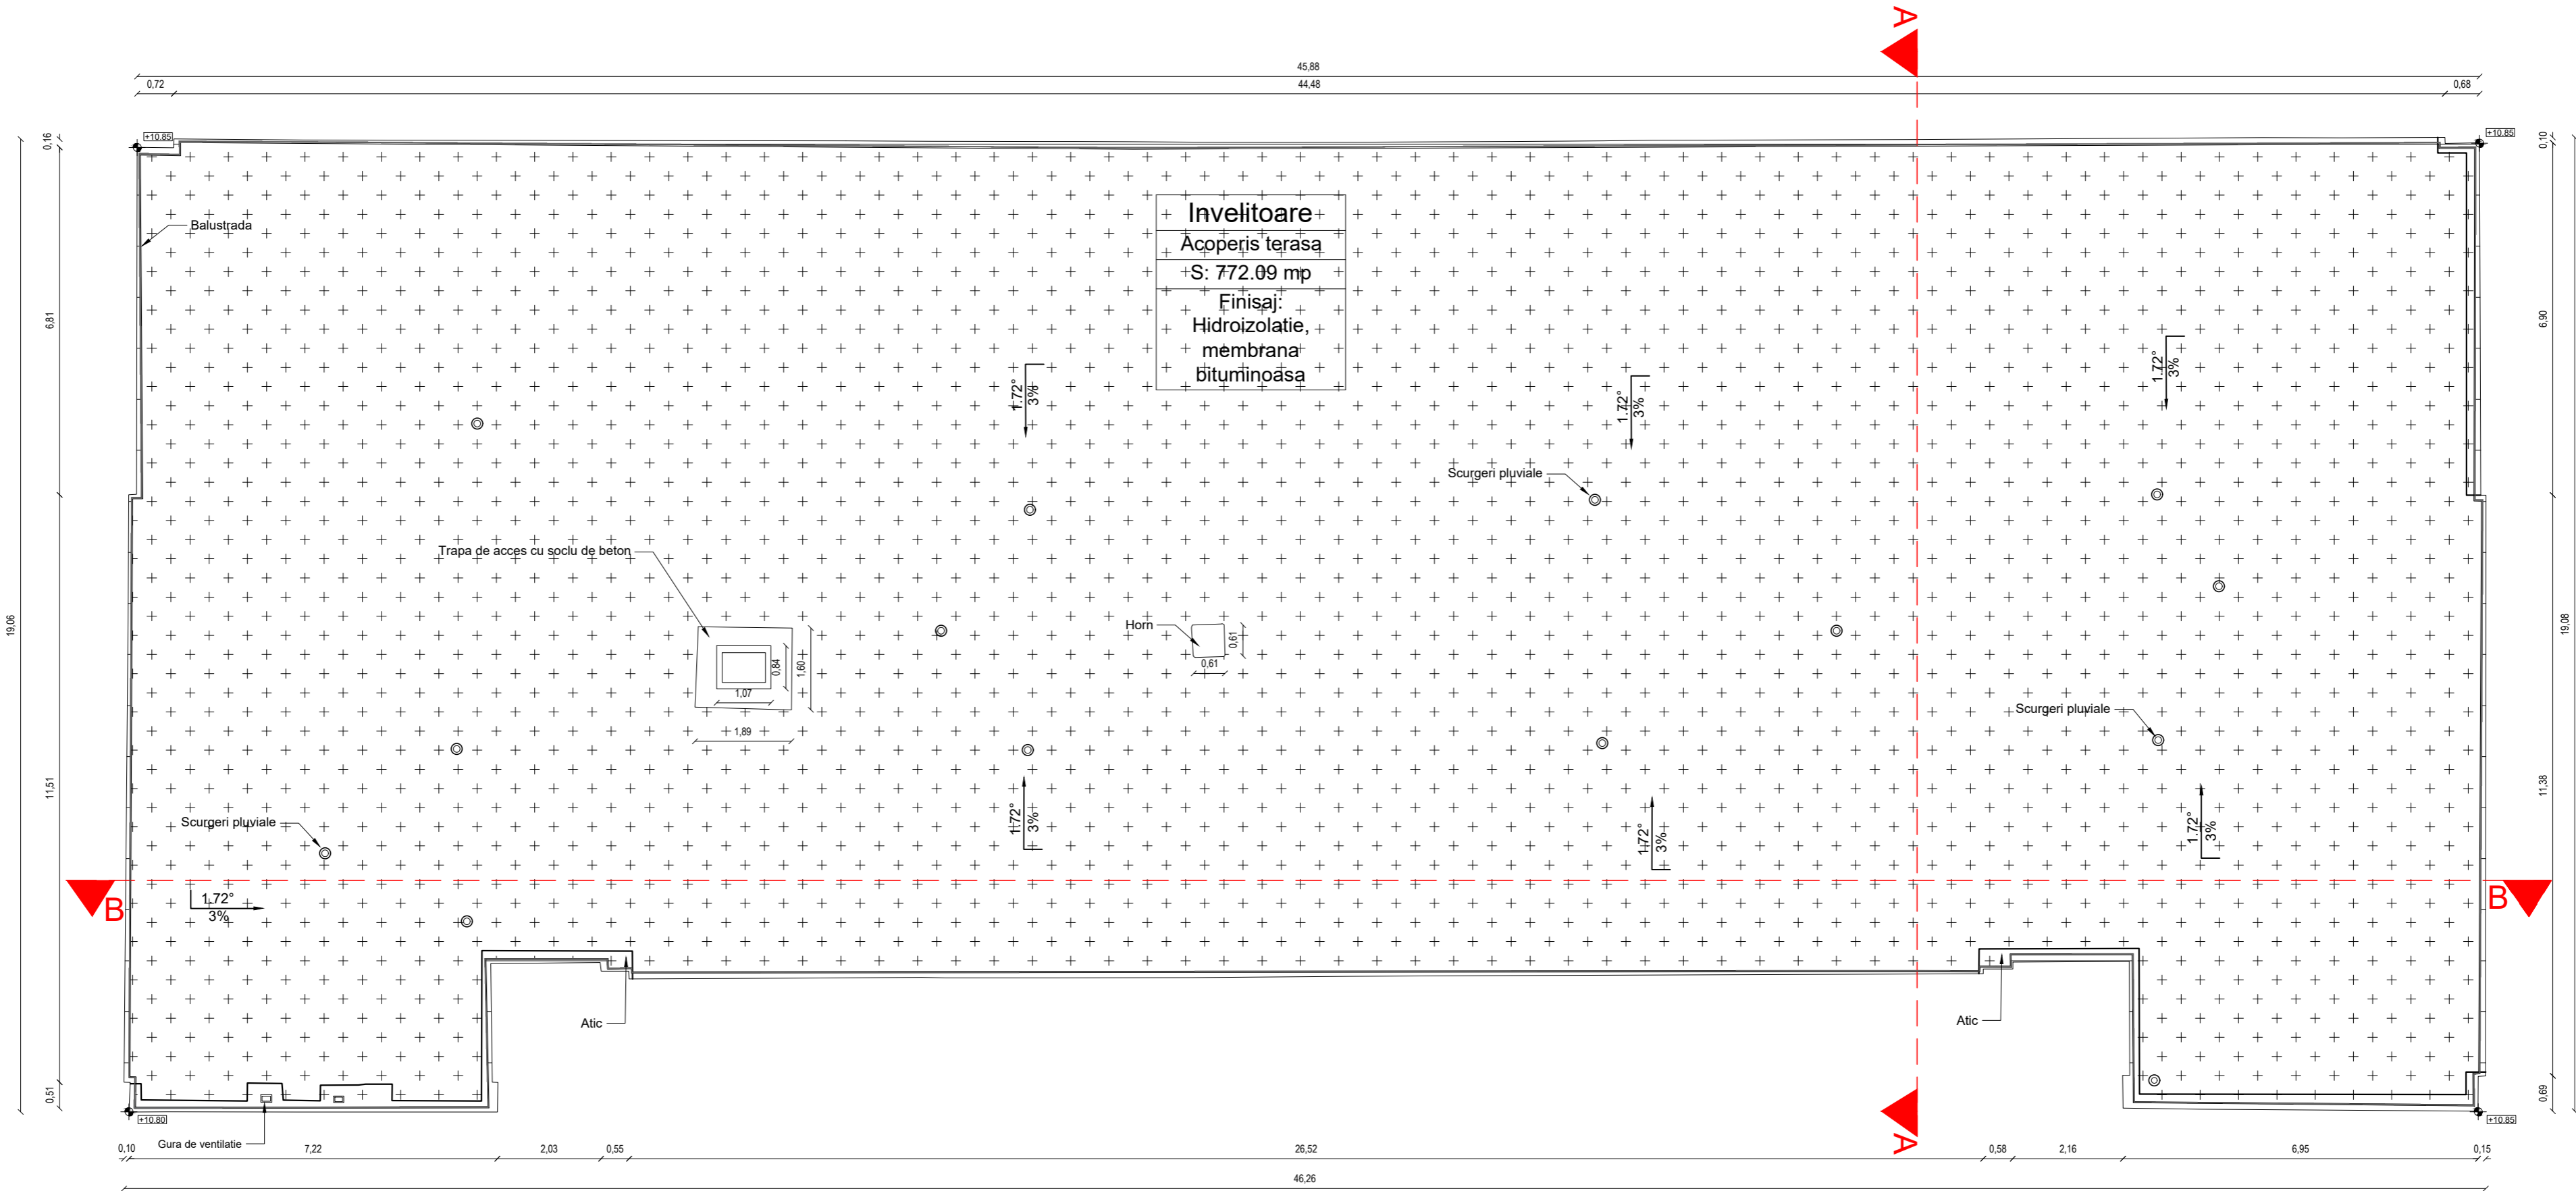 A
45,88
0,72
44,48
0,68
0,16
+10.85
+10.85
0,10
Invelitoare
Acoperis terasa
S: 772.09 mp
Finisaj:
Hidroizolatie,
membrana
bituminoasa
Balustrada
6,81
6,90
1.72°
3%
1.72°
3%
1.72°
3%
Scurgeri pluviale
Trapa de acces cu soclu de beton
19,06
19,08
Horn
0,61
0,61
0,84
1,60
1,07
1,89
Scurgeri pluviale
11,51
11,38
Scurgeri pluviale
1.72°
3%
1.72°
3%
1.72°
3%
B
1.72°
3%
B
Atic
Atic
0,51
0,69
+10.80
+10.85
Gura de ventilatie
A
0,10
7,22
2,03
0,55
26,52
0,58
2,16
6,95
0,15
46,26